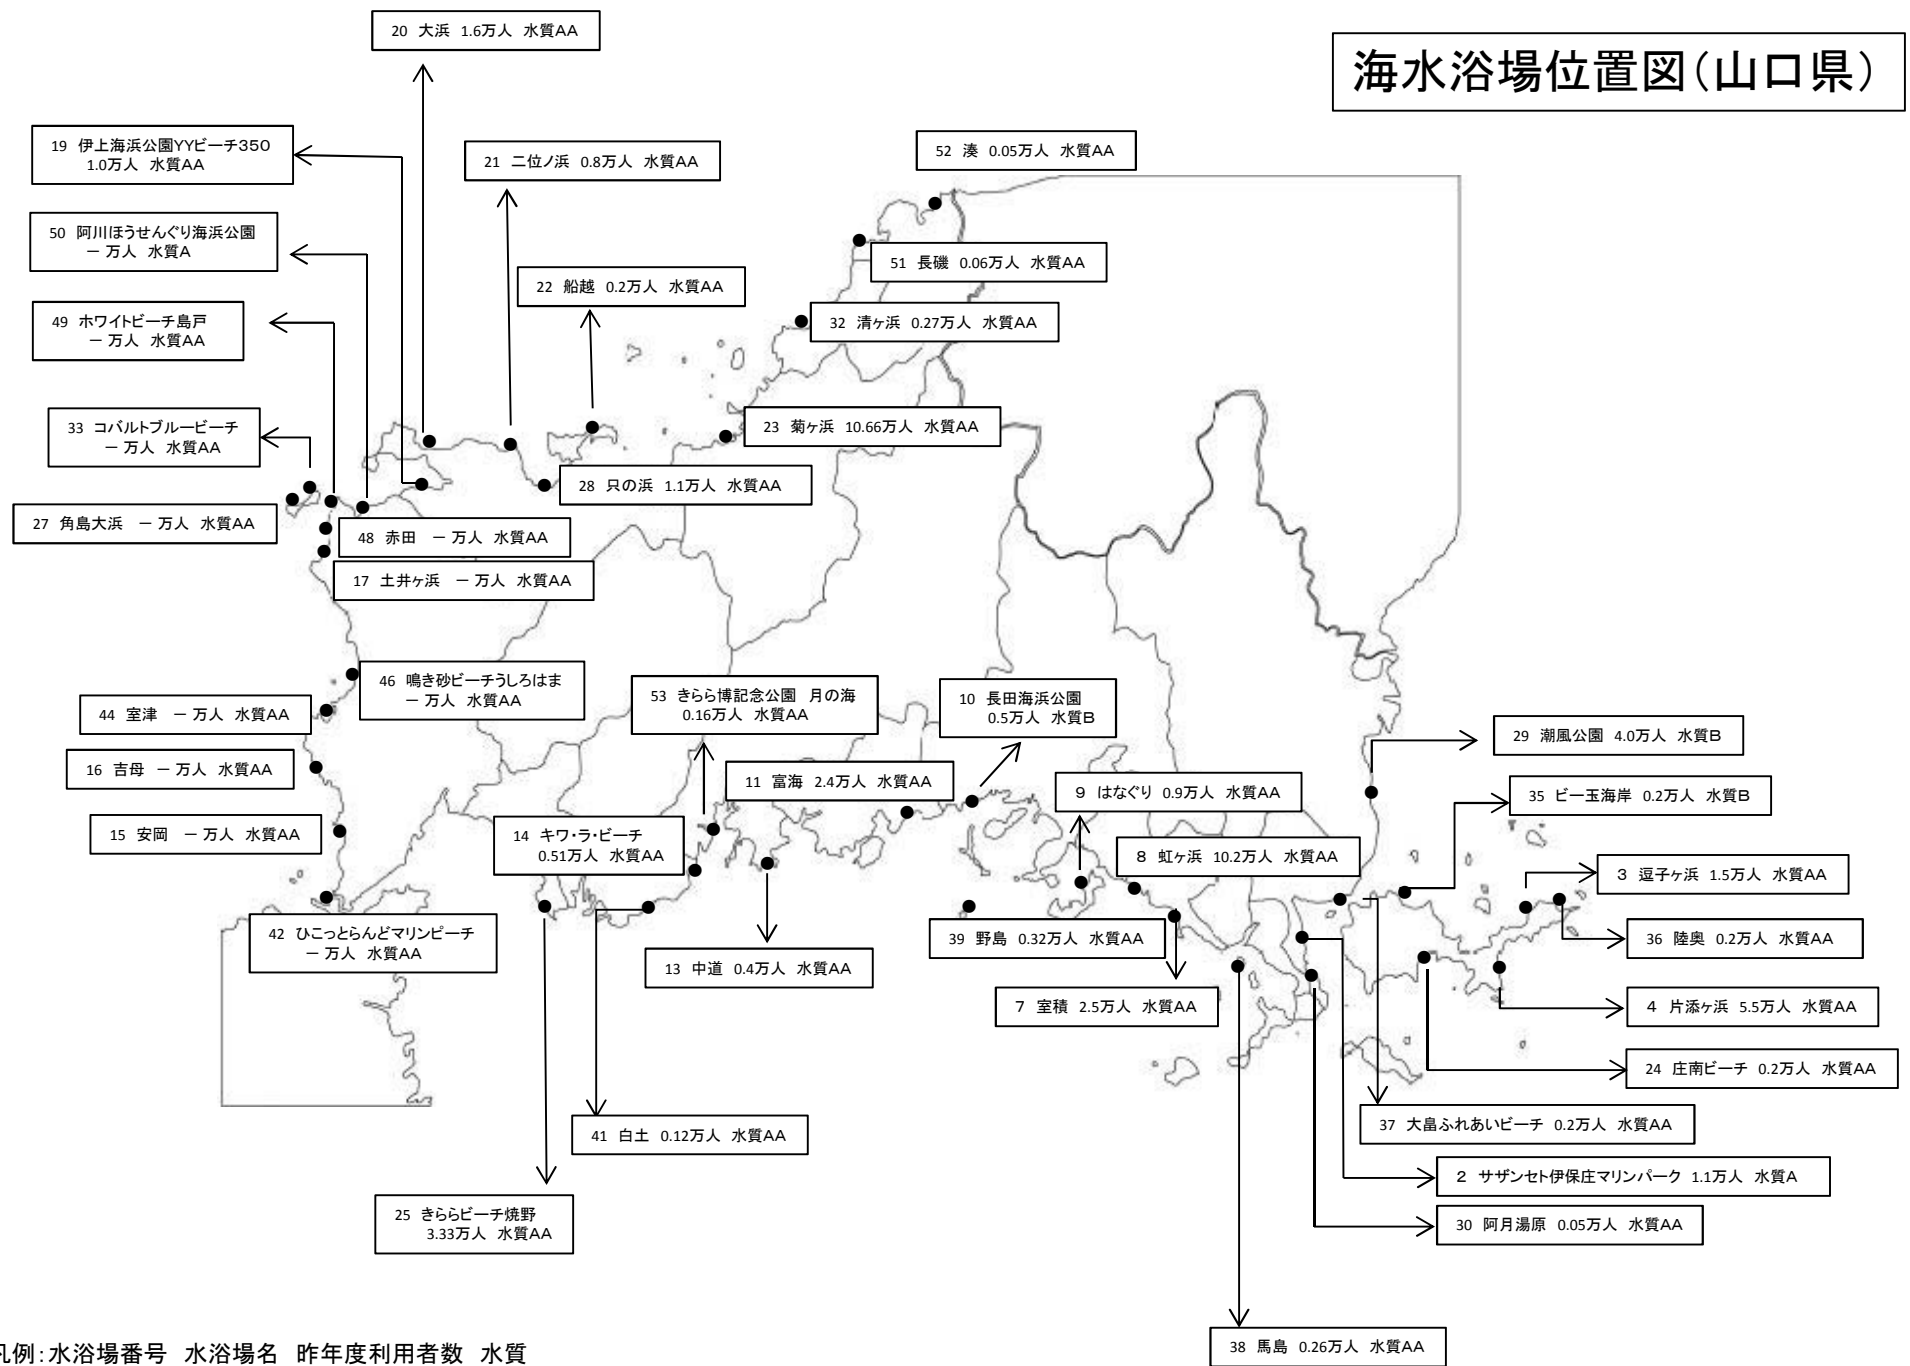 海水浴場位置図(山口県)
20 大浜 1.6万人 水質AA
19 伊上海浜公園YYビーチ350
1.0万人 水質AA
21 二位ノ浜 0.8万人 水質AA
52 湊 0.05万人 水質AA
50 阿川ほうせんぐり海浜公園
－ 万人 水質A
51 長磯 0.06万人 水質AA
22 船越 0.2万人 水質AA
49 ホワイトビーチ島戸
－ 万人 水質AA
32 清ヶ浜 0.27万人 水質AA
33 コバルトブルービーチ
－ 万人 水質AA
23 菊ヶ浜 10.66万人 水質AA
28 只の浜 1.1万人 水質AA
27 角島大浜 － 万人 水質AA
48 赤田 － 万人 水質AA
17 土井ヶ浜 － 万人 水質AA
46 鳴き砂ビーチうしろはま
－ 万人 水質AA
53 きらら博記念公園 月の海
0.16万人 水質AA
10 長田海浜公園
0.5万人 水質B
44 室津 － 万人 水質AA
29 潮風公園 4.0万人 水質B
16 吉母 － 万人 水質AA
11 富海 2.4万人 水質AA
9 はなぐり 0.9万人 水質AA
35 ビー玉海岸 0.2万人 水質B
15 安岡 － 万人 水質AA
14 キワ・ラ・ビーチ
0.51万人 水質AA
8 虹ヶ浜 10.2万人 水質AA
3 逗子ヶ浜 1.5万人 水質AA
42 ひこっとらんどマリンビーチ
－ 万人 水質AA
39 野島 0.32万人 水質AA
36 陸奥 0.2万人 水質AA
13 中道 0.4万人 水質AA
7 室積 2.5万人 水質AA
4 片添ヶ浜 5.5万人 水質AA
24 庄南ビーチ 0.2万人 水質AA
41 白土 0.12万人 水質AA
37 大畠ふれあいビーチ 0.2万人 水質AA
2 サザンセト伊保庄マリンパーク 1.1万人 水質A
25 きららビーチ焼野
3.33万人 水質AA
30 阿月湯原 0.05万人 水質AA
38 馬島 0.26万人 水質AA
凡例:水浴場番号 水浴場名 昨年度利用者数 水質